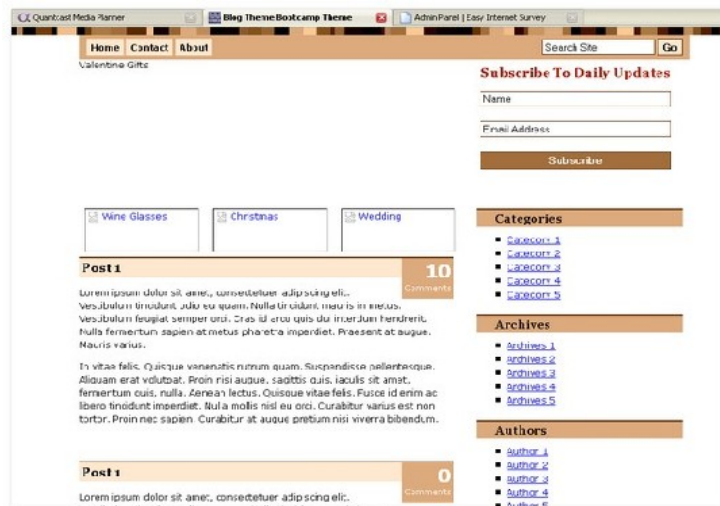 Quantcast Media Planner
Blog Theme Bootcamp Theme
Admin Panel | Easy Internet Survey
Home Contact About
Search Site
Go
Valentine Gifts
Subscribe To Daily Updates
Name
Email Address
Subscribe
Wine Glasses
Christmas
Wedding
Post 1
10
Comments
Lorem ipsum dolor sit amet, consectetuer adipiscing elit.
Vestibulum tincidunt odio eu quam. Nulla tincidunt mauris in metus.
Vestibulum feugiat semper orci. Cras id arcu quis dui interdum hendrerit.
Nulla fermentum sapien at metus pharetra imperdiet. Praesent at augue.
Mauris varius.
In vitae felis. Quisque venenatis rutrum quam. Suspendisse pellentesque.
Aliquam erat volutpat. Proin nisi augue, sagittis quis, iaculis sit amet,
fermentum quis, nulla. Aenean lectus. Quisque vitae felis. Fusce id enim ac
libero tincidunt imperdiet. Nulla mollis nisl eu orci. Curabitur varius est non
tortor. Proin nec sapien. Curabitur at augue pretium nisi viverra bibendum.
Post 1
0
Comments
Lorem ipsum dolor sit amet, consectetuer adipiscing elit.
Categories
Category 1
Category 2
Category 3
Category 4
Category 5
Archives
Archives 1
Archives 2
Archives 3
Archives 4
Archives 5
Authors
Author 1
Author 2
Author 3
Author 4
Author 5